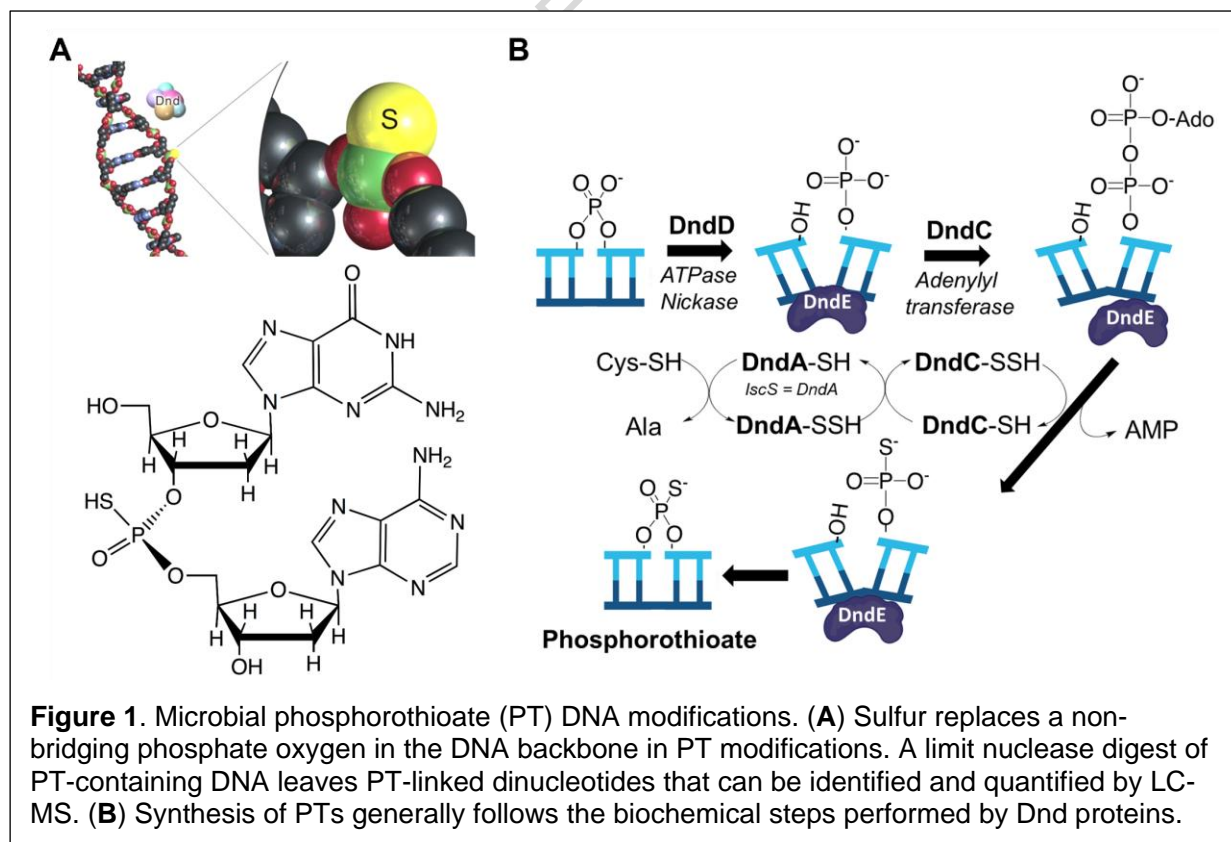 A
Dnd
S
O
N
NH
N
N
NH₂
HO
O
H
H
H
H
O
HS
P
O
O
NH₂
N
N
N
N
O
H
H
H
H
OH
B
O⁻
O=P-O-Ado
O
O=P-O⁻
O
OH
O⁻
O=P-O⁻
O
OH
O O⁻
P
O O
DndD
ATPase
Nickase
DndE
DndC
Adenylyl
transferase
DndE
Cys-SH
DndA-SH
DndC-SSH
IscS = DndA
Ala
DndA-SSH
DndC-SH
AMP
S⁻
O=P-O⁻
O
OH
DndE
O S⁻
P
O O
Phosphorothioate
Figure 1. Microbial phosphorothioate (PT) DNA modifications. (A) Sulfur replaces a non-
bridging phosphate oxygen in the DNA backbone in PT modifications. A limit nuclease digest of
PT-containing DNA leaves PT-linked dinucleotides that can be identified and quantified by LC-
MS. (B) Synthesis of PTs generally follows the biochemical steps performed by Dnd proteins.